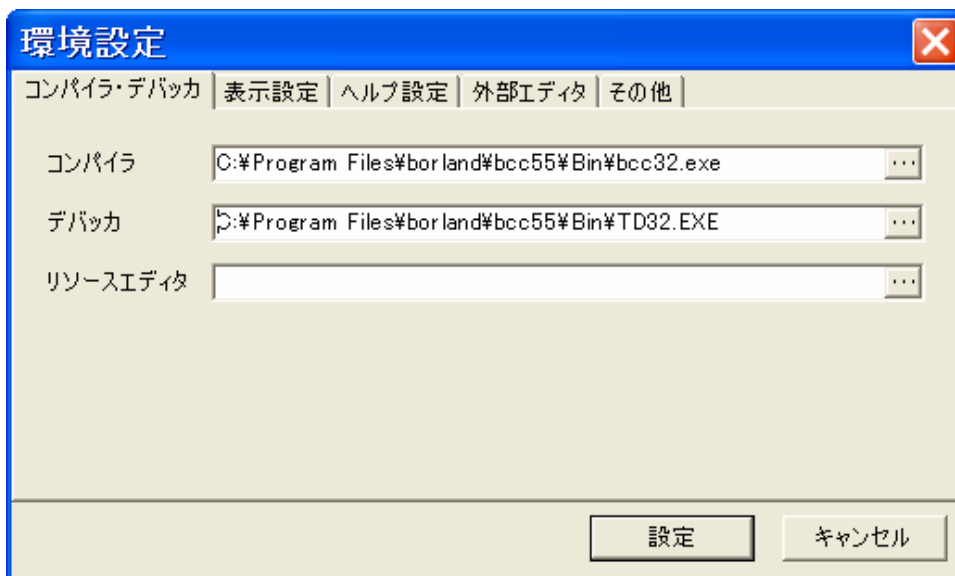 環境設定
コンパイラ・デバッカ 表示設定 ヘルプ設定 外部エディタ その他
コンパイラ C:¥Program Files¥borland¥bcc55¥Bin¥bcc32.exe ...
デバッカ C:¥Program Files¥borland¥bcc55¥Bin¥TD32.EXE ...
リソースエディタ ...
設定 キャンセル